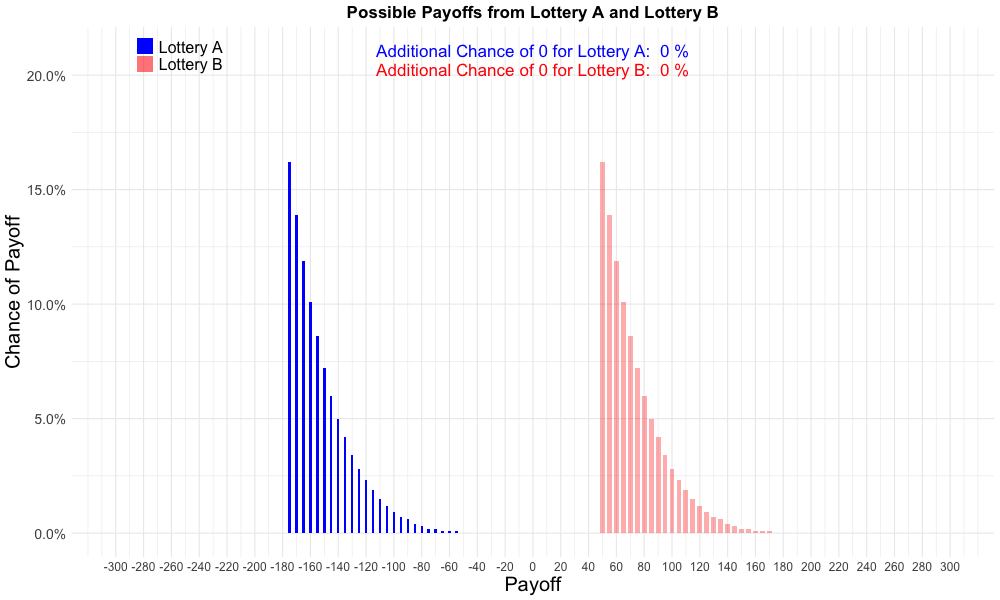 Possible Payoffs from Lottery A and Lottery B
Lottery A
Lottery B
Additional Chance of 0 for Lottery A:  0 %
Additional Chance of 0 for Lottery B:  0 %
Chance of Payoff
20.0%
15.0%
10.0%
5.0%
0.0%
-300 -280 -260 -240 -220 -200 -180 -160 -140 -120 -100 -80 -60 -40 -20 0 20 40 60 80 100 120 140 160 180 200 220 240 260 280 300
Payoff